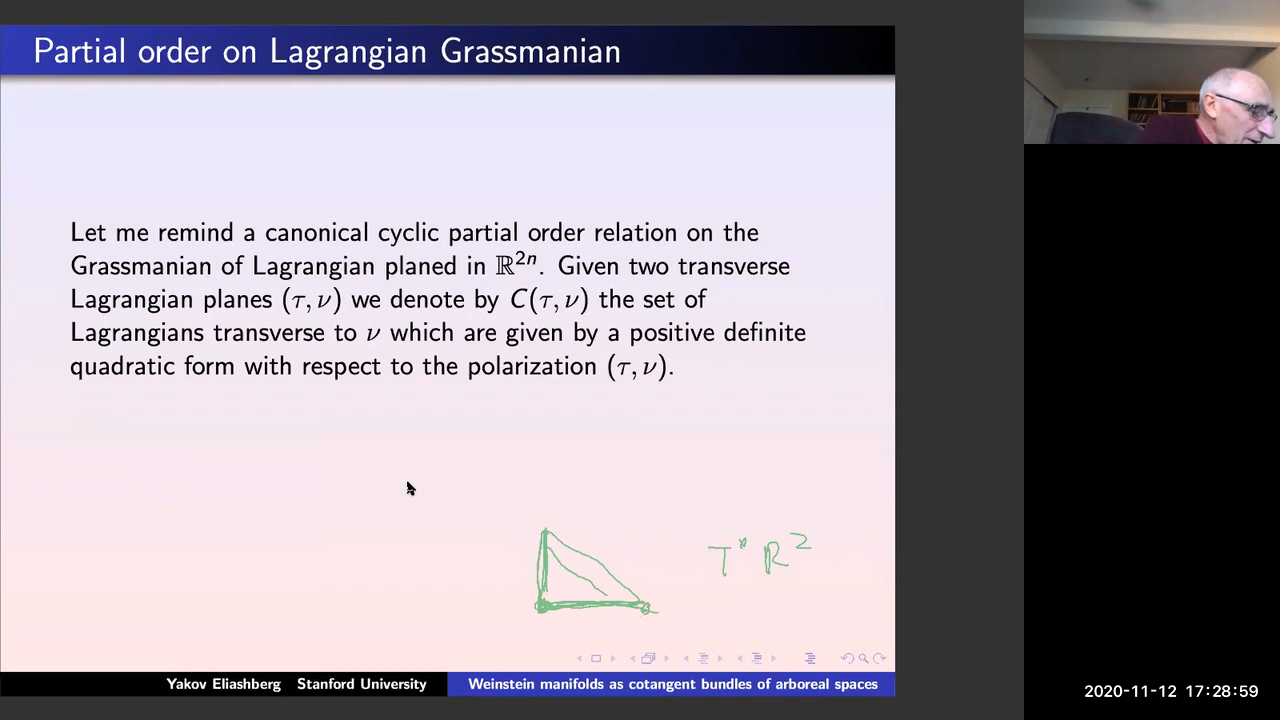 Partial order on Lagrangian Grassmanian
Let me remind a canonical cyclic partial order relation on the
Grassmanian of Lagrangian planed in ℝ²ⁿ. Given two transverse
Lagrangian planes (τ, ν) we denote by C(τ, ν) the set of
Lagrangians transverse to ν which are given by a positive definite
quadratic form with respect to the polarization (τ, ν).
T* R²
Yakov Eliashberg Stanford University
Weinstein manifolds as cotangent bundles of arboreal spaces
2020-11-12 17:28:59